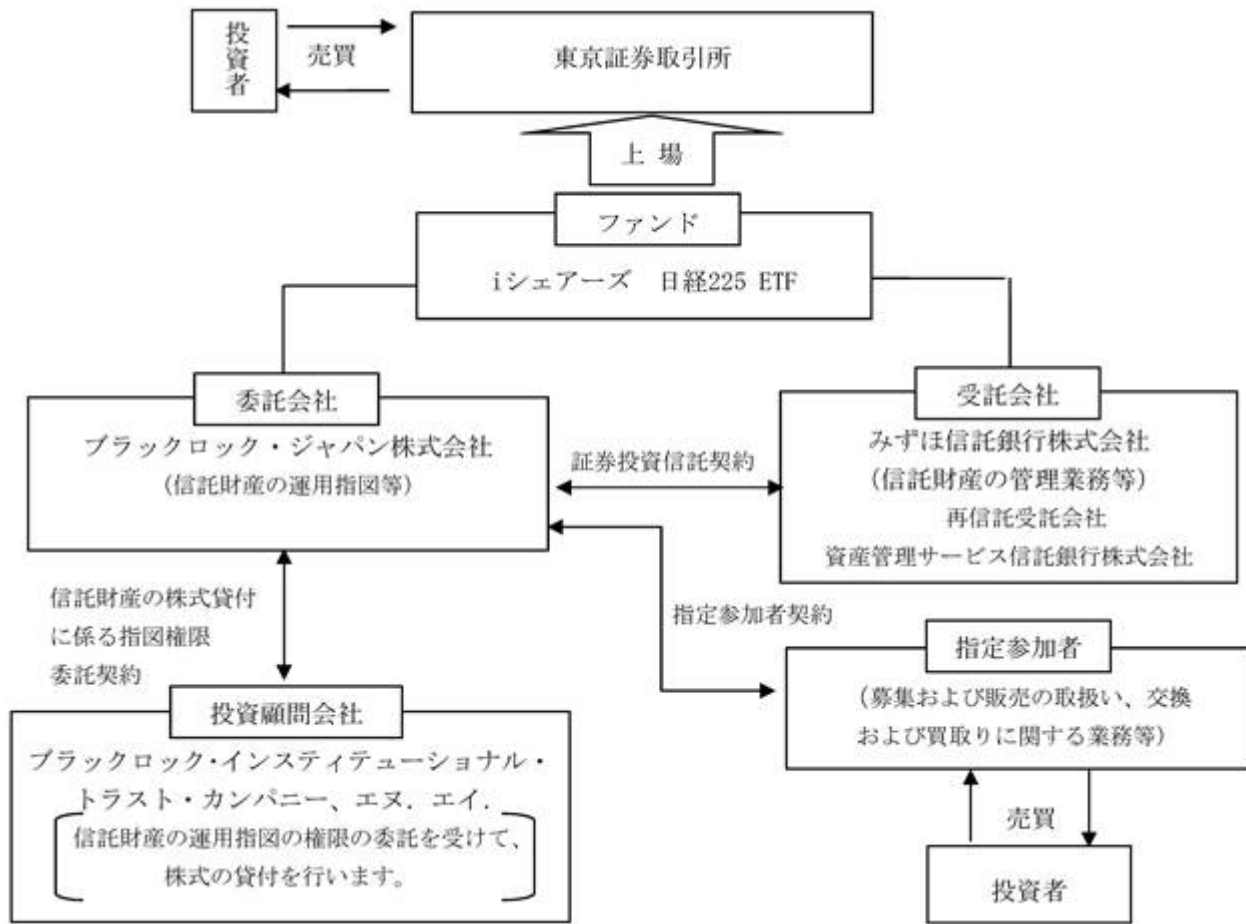 投資者
売買
東京証券取引所
上 場
ファンド
iシェアーズ　日経225 ETF
委託会社
ブラックロック・ジャパン株式会社
(信託財産の運用指図等)
証券投資信託契約
受託会社
みずほ信託銀行株式会社
(信託財産の管理業務等)
再信託受託会社
資産管理サービス信託銀行株式会社
信託財産の株式貸付
に係る指図権限
委託契約
指定参加者契約
指定参加者
(募集および販売の取扱い、交換
および買取りに関する業務等)
投資顧問会社
ブラックロック・インスティテューショナル・
トラスト・カンパニー、エヌ．エイ．
信託財産の運用指図の権限の委託を受けて、
株式の貸付を行います。
売買
投資者